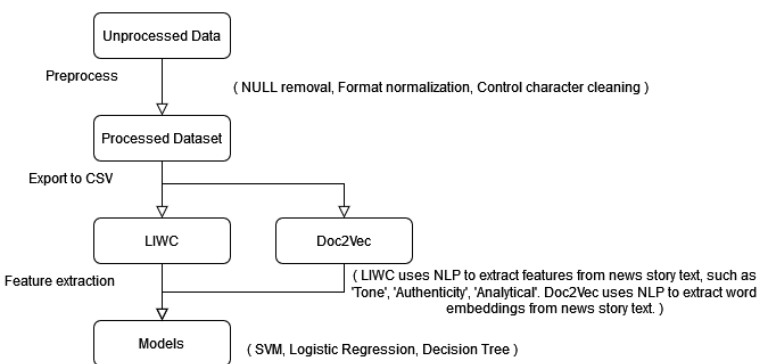 Unprocessed Data
Preprocess
( NULL removal, Format normalization, Control character cleaning )
Processed Dataset
Export to CSV
LIWC
Doc2Vec
Feature extraction
( LIWC uses NLP to extract features from news story text, such as
'Tone', 'Authenticity', 'Analytical'. Doc2Vec uses NLP to extract word
embeddings from news story text. )
Models
( SVM, Logistic Regression, Decision Tree )